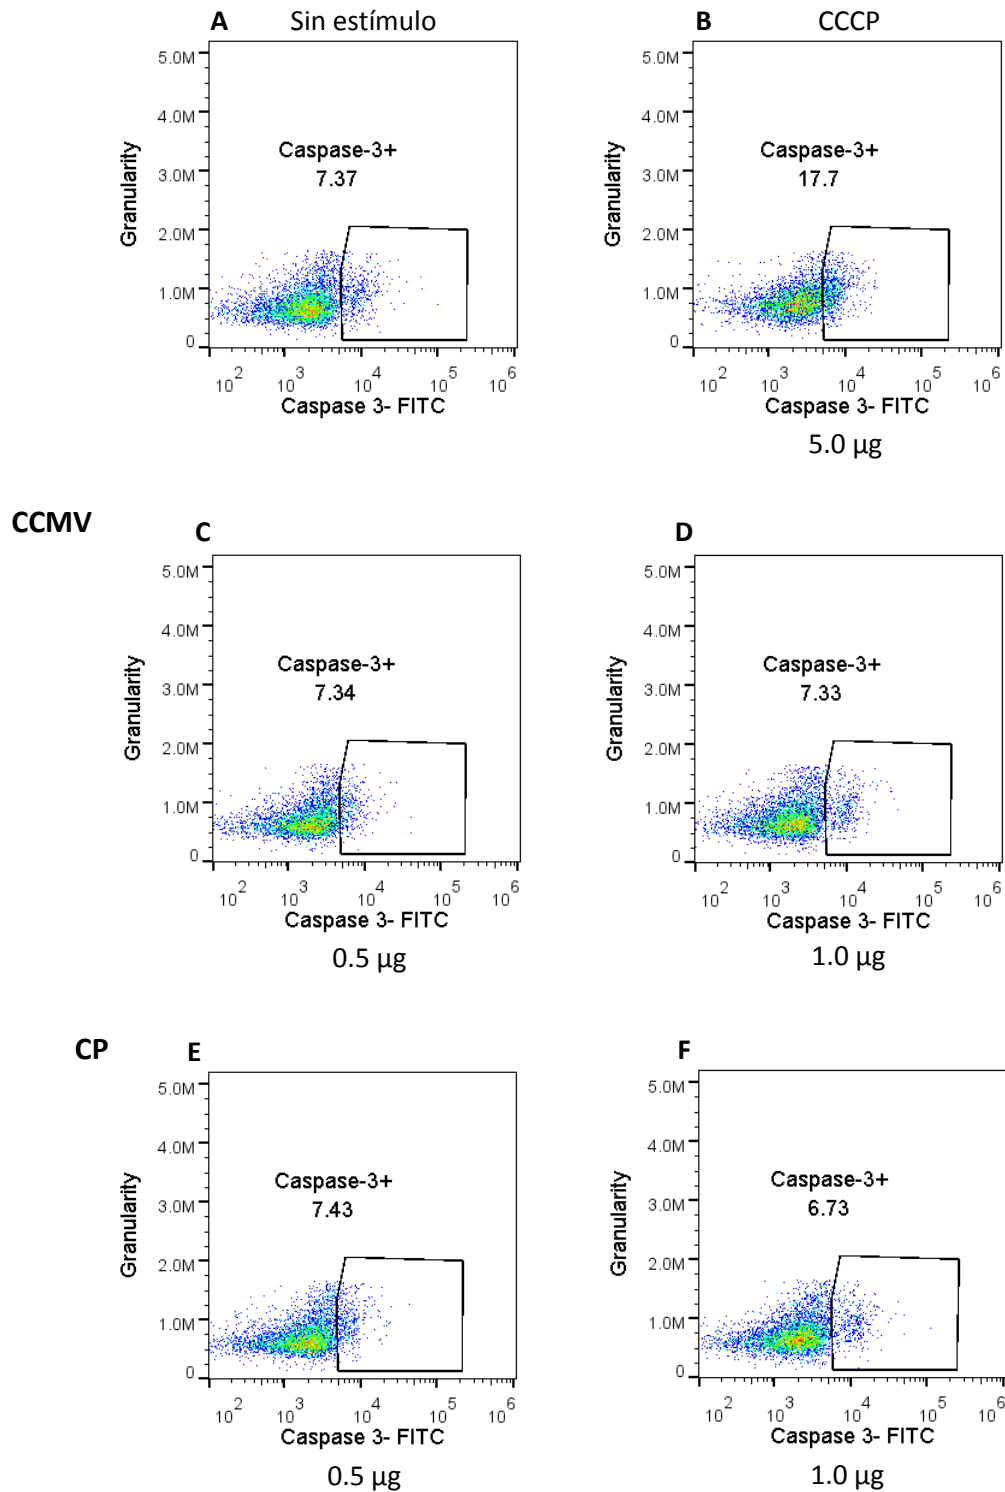 A Sin estímulo
B CCCP
5.0M
4.0M
3.0M
2.0M
1.0M
0
Granularity
Caspase-3+
7.37
10^2 10^3 10^4 10^5 10^6
Caspase 3- FITC
5.0M
4.0M
3.0M
2.0M
1.0M
0
Granularity
Caspase-3+
17.7
10^2 10^3 10^4 10^5 10^6
Caspase 3- FITC
5.0 µg
CCMV
C
5.0M
4.0M
3.0M
2.0M
1.0M
0
Granularity
Caspase-3+
7.34
10^2 10^3 10^4 10^5 10^6
Caspase 3- FITC
0.5 µg
D
5.0M
4.0M
3.0M
2.0M
1.0M
0
Granularity
Caspase-3+
7.33
10^2 10^3 10^4 10^5 10^6
Caspase 3- FITC
1.0 µg
CP
E
5.0M
4.0M
3.0M
2.0M
1.0M
0
Granularity
Caspase-3+
7.43
10^2 10^3 10^4 10^5 10^6
Caspase 3- FITC
0.5 µg
F
5.0M
4.0M
3.0M
2.0M
1.0M
0
Granularity
Caspase-3+
6.73
10^2 10^3 10^4 10^5 10^6
Caspase 3- FITC
1.0 µg